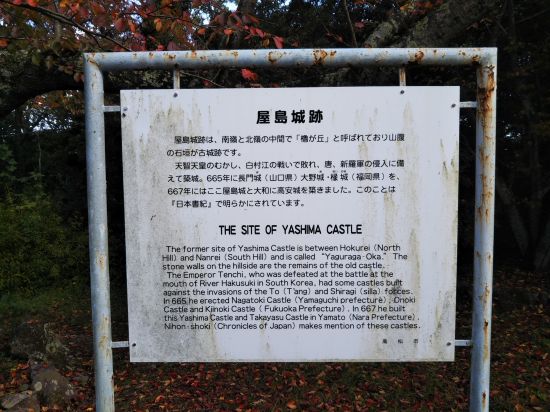 屋島城跡
屋島城跡は、南嶺と北嶺の中間で「櫓が丘」と呼ばれており山腹
の石垣が古城跡です。
天智天皇のむかし、白村江の戦いで敗れ、唐、新羅軍の侵入に備
えて築城。665年に長門城（山口県）大野城・椽城（福岡県）を、
667年にはここ屋島城と大和に高安城を築きました。このことは
『日本書紀』で明らかにされています。
THE SITE OF YASHIMA CASTLE
The former site of Yashima Castle is between Hokurei (North
Hill) and Nanrei (South Hill) and is called “Yaguraga-Oka.” The
stone walls on the hillside are the remains of the old castle.
The Emperor Tenchi, who was defeated at the battle at the
mouth of River Hakusuki in South Korea, had some castles built
against the invasions of the To (T'ang) and Shiragi (silla) forces.
In 665 he erected Nagatoki Castle (Yamaguchi prefecture), Onoki
Castle and Kiinoki Castle (Fukuoka Prefecture). In 667 he built
this Yashima Castle and Takayasu Castle in Yamato (Nara Prefecture).
Nihon-shoki (Chronicles of Japan) makes mention of these castles.
高松市